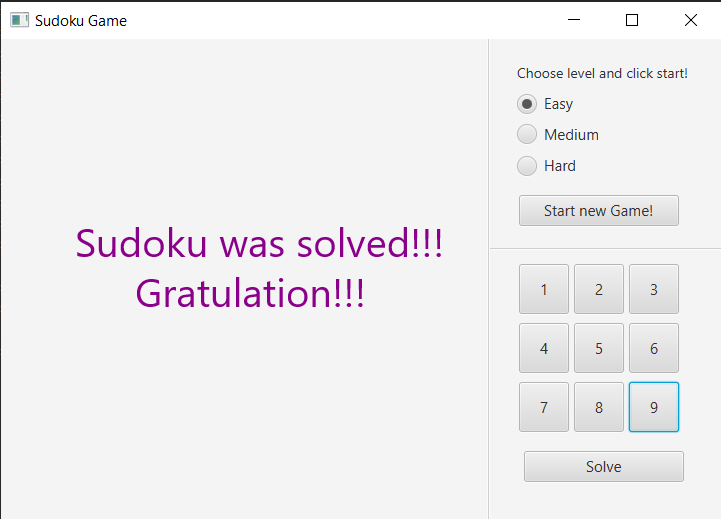 Sudoku Game
Sudoku was solved!!!
Gratulation!!!
Choose level and click start!
Easy
Medium
Hard
Start new Game!
1 2 3
4 5 6
7 8 9
Solve